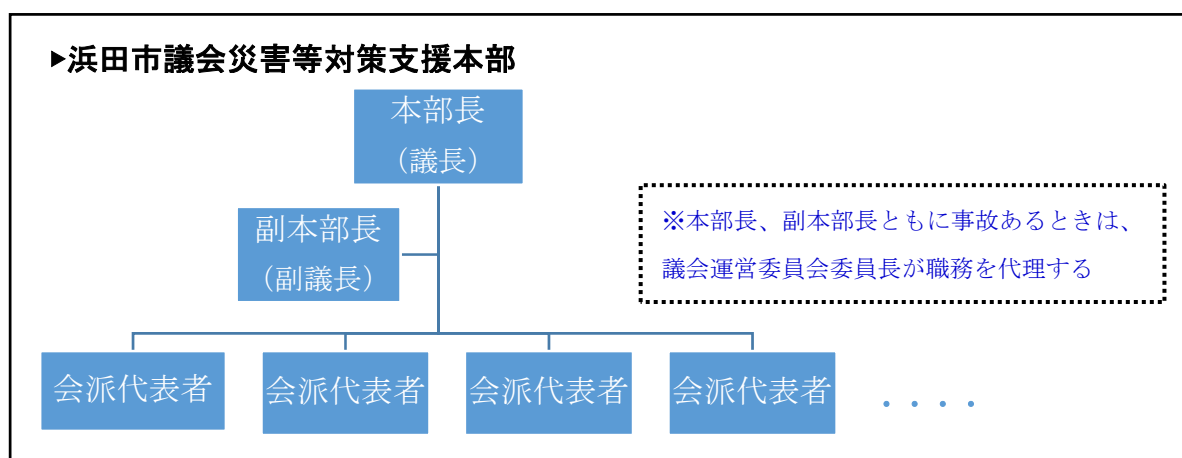 ▶浜田市議会災害等対策支援本部
本部長
（議長）
副本部長
（副議長）
※本部長、副本部長ともに事故あるときは、
議会運営委員会委員長が職務を代理する
会派代表者
会派代表者
会派代表者
会派代表者
・・・・